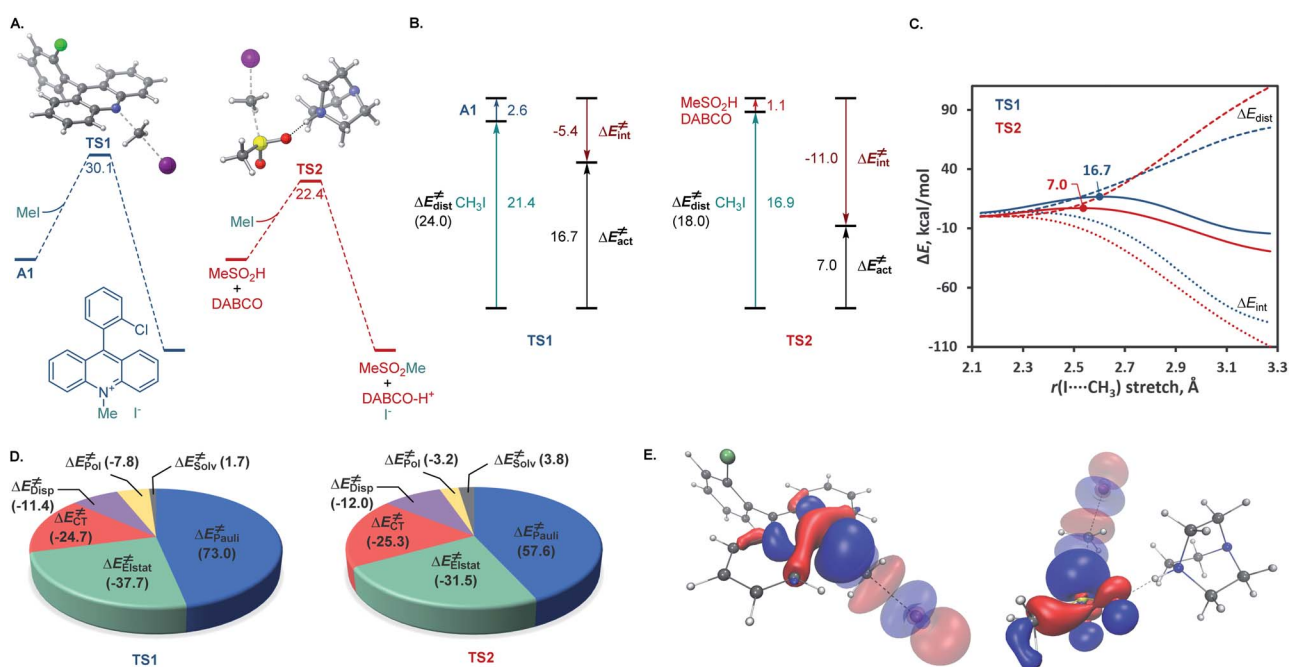 A.
TS1
30.1
MeI
A1
Cl
N+
Me I-
TS2
22.4
MeI
MeSO2H
+
DABCO
MeSO2Me
+
DABCO-H+
I-
B.
A1
2.6
-5.4
ΔE≠int
ΔE≠dist
(24.0)
CH3I
21.4
16.7
ΔE≠act
TS1
MeSO2H
DABCO
1.1
-11.0
ΔE≠int
ΔE≠dist
(18.0)
CH3I
16.9
7.0
ΔE≠act
TS2
C.
TS1
TS2
ΔEdist
16.7
7.0
ΔEint
ΔE, kcal/mol
90
40
-10
-60
-110
2.1 2.3 2.5 2.7 2.9 3.1 3.3
r(I····CH3) stretch, Å
D.
ΔE≠Pol (-7.8)
ΔE≠Solv (1.7)
ΔE≠Disp
(-11.4)
ΔE≠CT
(-24.7)
ΔE≠Elstat
(-37.7)
ΔE≠Pauli
(73.0)
TS1
ΔE≠Pol (-3.2)
ΔE≠Solv (3.8)
ΔE≠Disp
(-12.0)
ΔE≠CT
(-25.3)
ΔE≠Elstat
(-31.5)
ΔE≠Pauli
(57.6)
TS2
E.